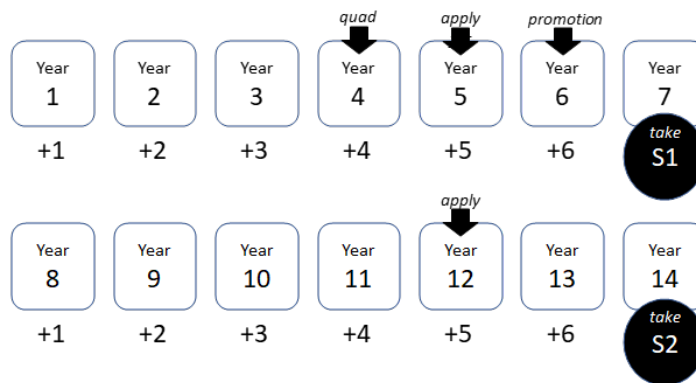 quad apply promotion
Year Year Year Year Year Year Year
1 2 3 4 5 6 7
take
+1 +2 +3 +4 +5 +6 S1
apply
Year Year Year Year Year Year Year
8 9 10 11 12 13 14
take
+1 +2 +3 +4 +5 +6 S2